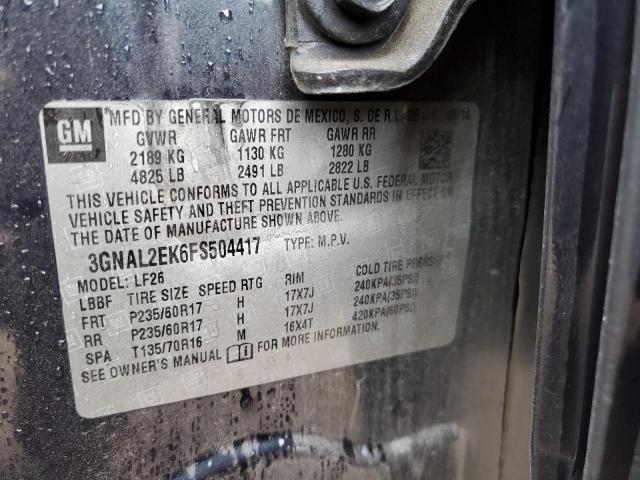 GM
MFD BY GENERAL MOTORS DE MEXICO, S. DE R.L. DE
GVWR GAWR FRT GAWR RR
2189 KG 1130 KG 1280 KG
4825 LB 2491 LB 2822 LB
THIS VEHICLE CONFORMS TO ALL APPLICABLE U.S. FEDERAL MOTOR
VEHICLE SAFETY AND THEFT PREVENTION STANDARDS IN EFFECT ON
THE DATE OF MANUFACTURE SHOWN ABOVE.
3GNAL2EK6FS504417 TYPE: M.P.V.
MODEL: LF26
LBBF TIRE SIZE SPEED RTG RIM COLD TIRE PRESS
FRT P235/60R17 H 17X7J 240KPA(35PSI)
RR P235/60R17 H 17X7J 240KPA(35PSI)
SPA T135/70R16 M 16X4T 420KPA(60PSI)
SEE OWNER'S MANUAL FOR MORE INFORMATION